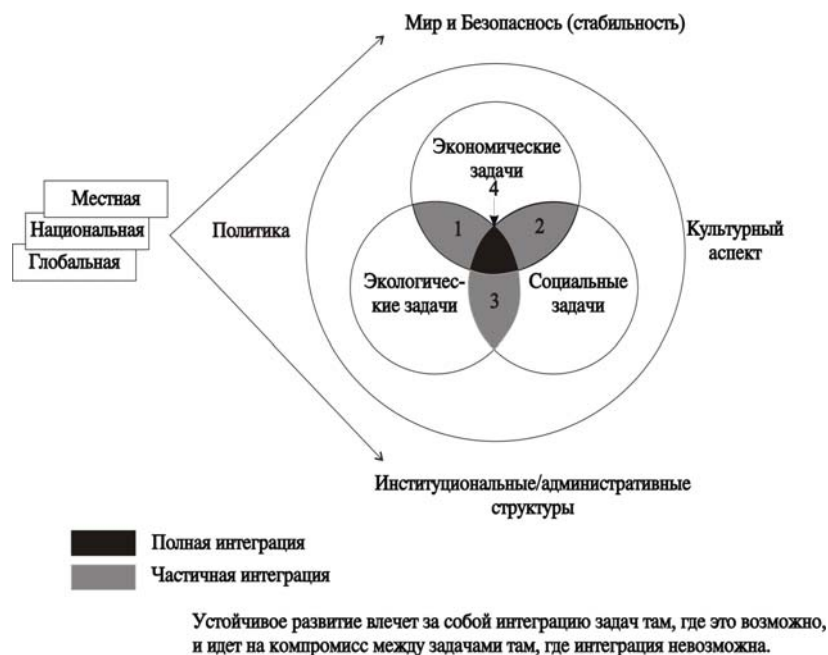 Мир и Безопаснось (стабильность)
Экономические
задачи
4
Местная
Национальная
Глобальная
Политика
1
2
Культурный
аспект
Экологичес-
кие задачи
3
Социальные
задачи
Институциональные/административные
структуры
Полная интеграция
Частичная интеграция
Устойчивое развитие влечет за собой интеграцию задач там, где это возможно,
и идет на компромисс между задачами там, где интеграция невозможна.